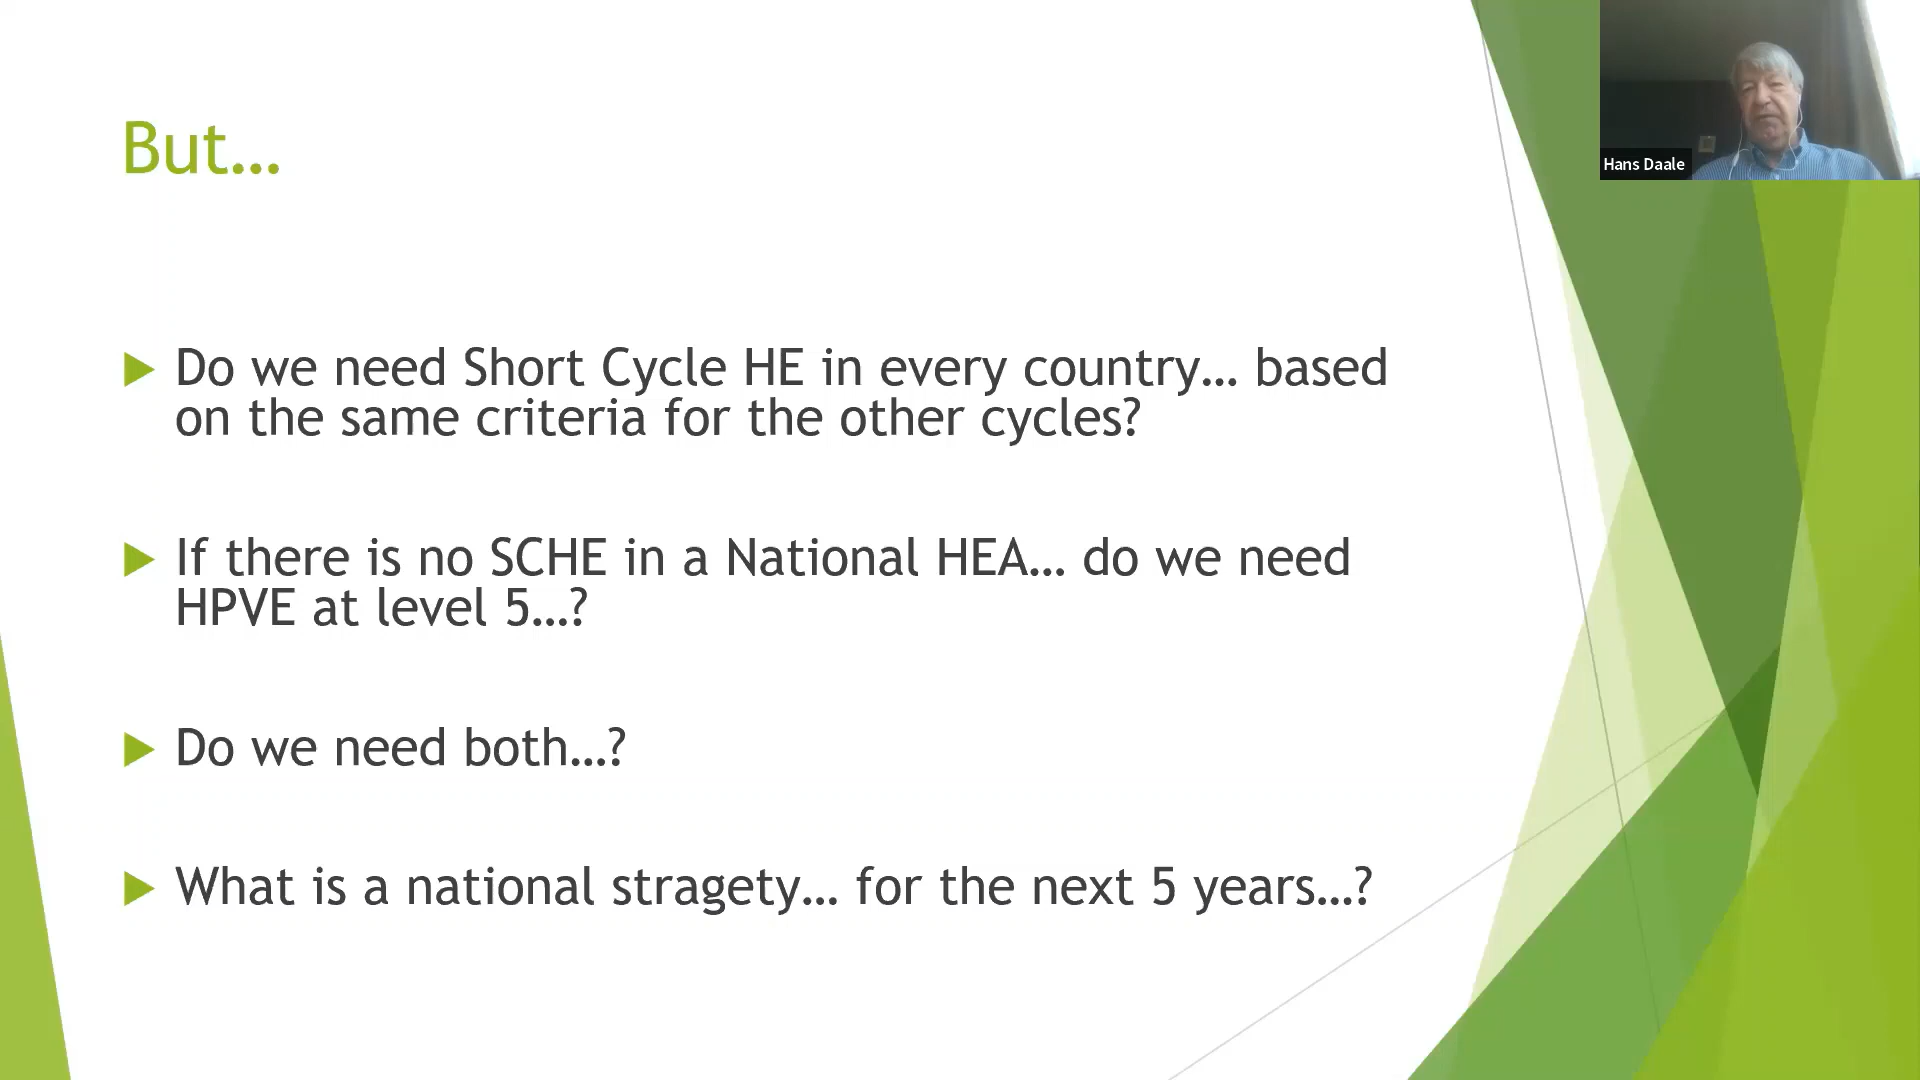 But...
Hans Daale
Do we need Short Cycle HE in every country... based
on the same criteria for the other cycles?
If there is no SCHE in a National HEA... do we need
HPVE at level 5...?
Do we need both...?
What is a national stragety... for the next 5 years...?